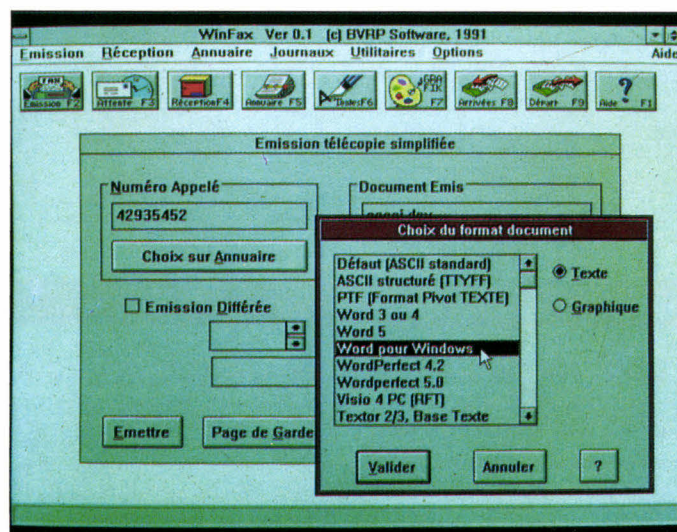 WinFax Ver 0.1 (c) BVRP Software, 1991
Emission Réception Annuaire Journaux Utilitaires Options Aide
Emission F2 Attente F3 Réception F4 Annuaire F5 Textes F6 GRAFIK F7 Arrivées F8 Départ F9 Aide F1
Emission télécopie simplifiée
Numéro Appelé
Document Emis
42935452
Choix du format document
Choix sur Annuaire
Défaut (ASCII standard)
ASCII structuré (TTYFF)
PTF (Format Pivot TEXTE)
Word 3 ou 4
Word 5
Word pour Windows
WordPerfect 4.2
Wordperfect 5.0
Visio 4 PC (RFT)
Textor 2/3, Base Texte
Texte
Graphique
Emission Différée
Emettre
Page de Garde
Valider
Annuler
?